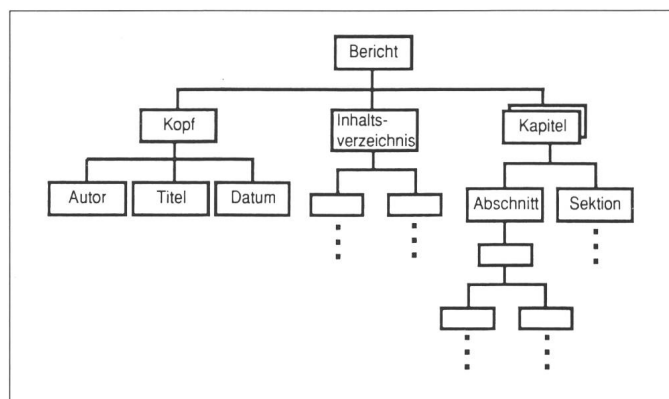 Bericht
Kopf
Inhalts-
verzeichnis
Kapitel
Autor
Titel
Datum
Abschnitt
Sektion